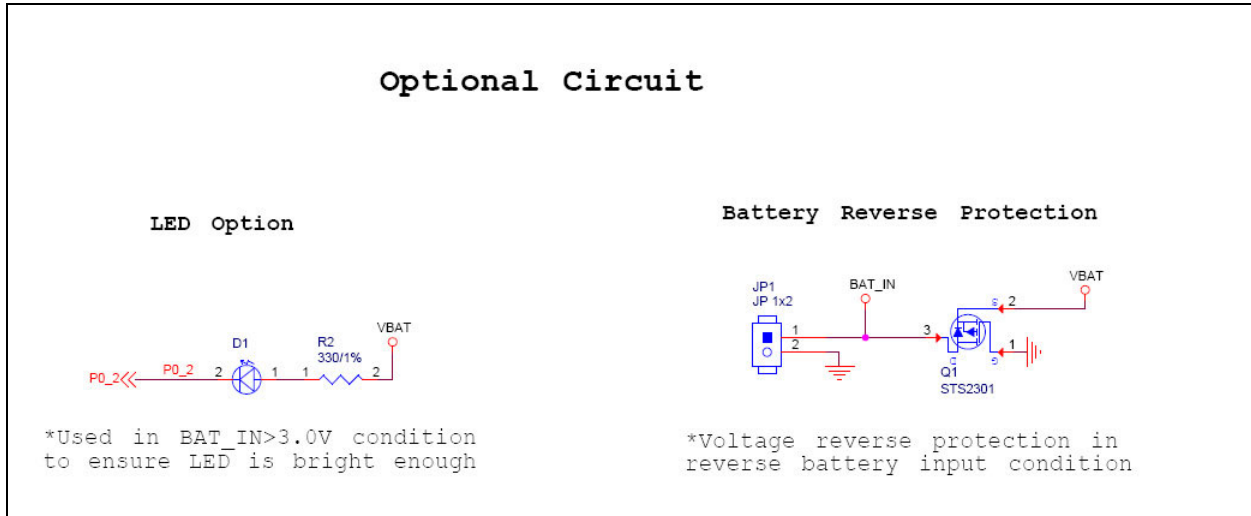 Optional Circuit
LED Option
VBAT
D1
R2
330/1%
P0_2
P0_2
2
1
1
2
*Used in BAT_IN>3.0V condition
to ensure LED is bright enough
Battery Reverse Protection
JP1
JP 1x2
BAT_IN
VBAT
1
2
3
S
2
D
G
1
Q1
STS2301
*Voltage reverse protection in
reverse battery input condition